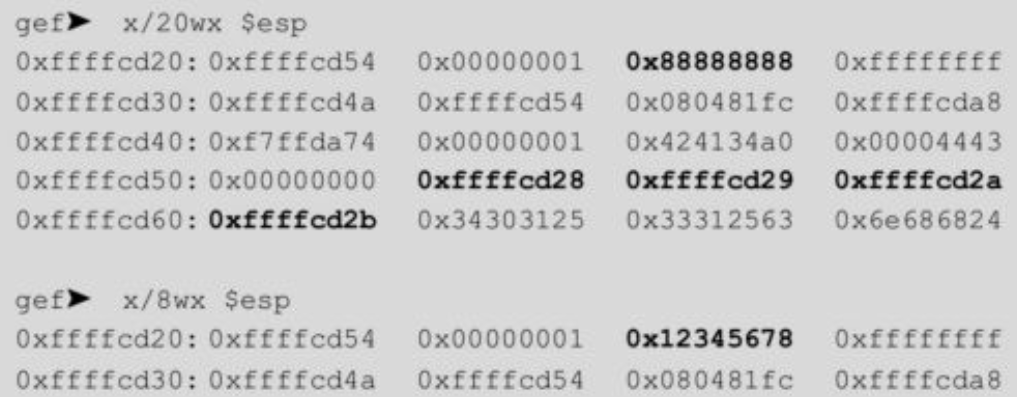 gef➤ x/20wx $esp
0xffffcd20: 0xffffcd54 0x00000001 0x88888888 0xffffffff
0xffffcd30: 0xffffcd4a 0xffffcd54 0x080481fc 0xffffcda8
0xffffcd40: 0xf7ffda74 0x00000001 0x424134a0 0x00004443
0xffffcd50: 0x00000000 0xffffcd28 0xffffcd29 0xffffcd2a
0xffffcd60: 0xffffcd2b 0x34303125 0x33312563 0x6e686824
gef➤ x/8wx $esp
0xffffcd20: 0xffffcd54 0x00000001 0x12345678 0xffffffff
0xffffcd30: 0xffffcd4a 0xffffcd54 0x080481fc 0xffffcda8